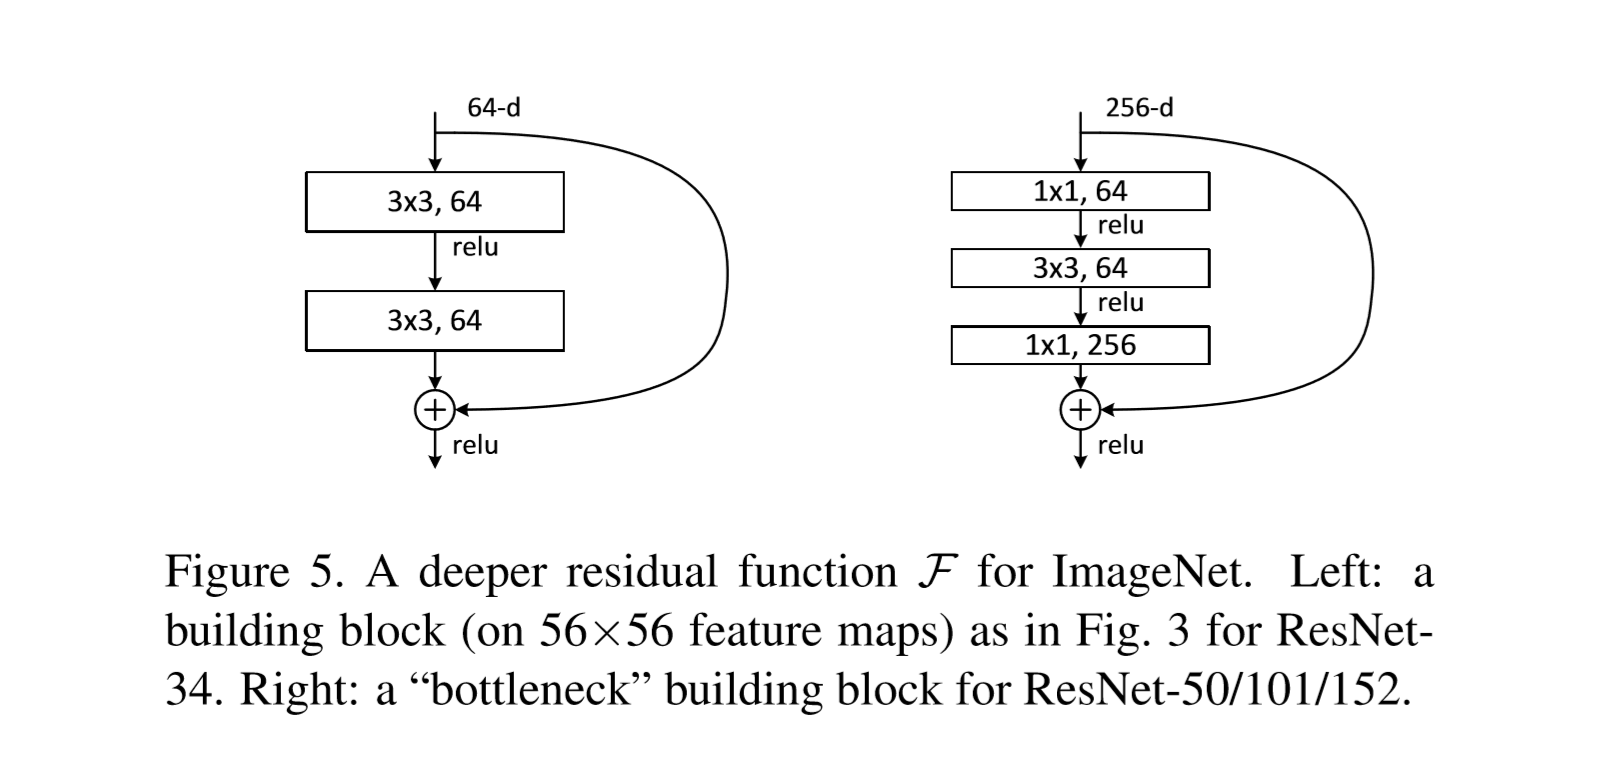 64-d
3x3, 64
relu
3x3, 64
relu
256-d
1x1, 64
relu
3x3, 64
relu
1x1, 256
relu
Figure 5. A deeper residual function ℱ for ImageNet. Left: a
building block (on 56×56 feature maps) as in Fig. 3 for ResNet-
34. Right: a “bottleneck” building block for ResNet-50/101/152.